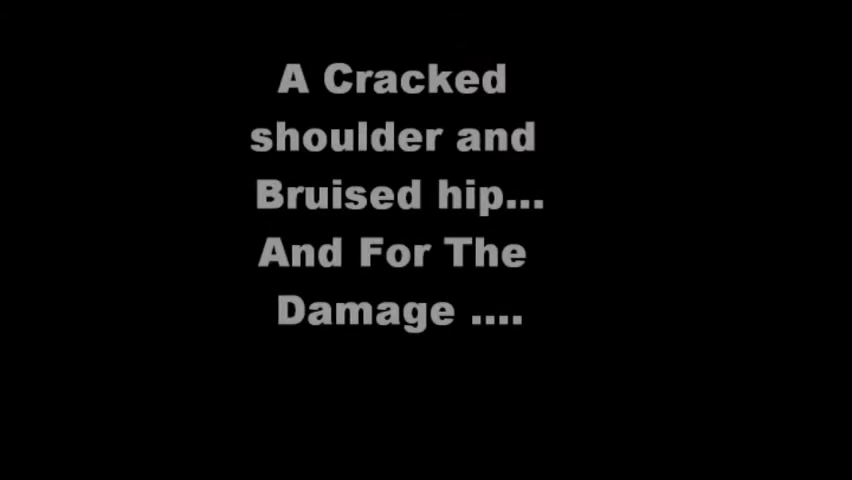 A Cracked
shoulder and
Bruised hip...
And For The
Damage ....